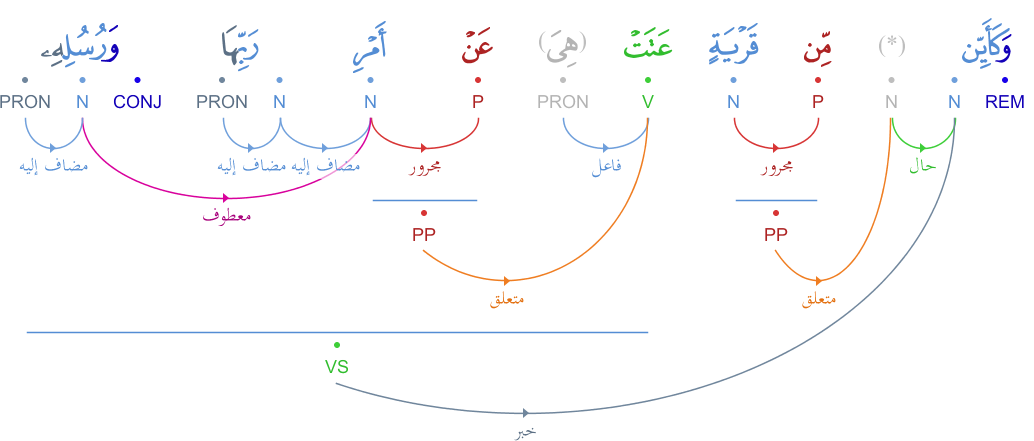 وَكَأَيِّن (*) مِّن قَرْيَةٍ عَتَتْ (هِىَ) عَنْ أَمْرِ رَبِّهَا وَرُسُلِهِۦ
PRON N CONJ PRON N N P PRON V N P N N REM
حال مجرور فاعل مجرور مضاف إليه مضاف إليه مضاف إليه
معطوف
PP PP
متعلق متعلق
VS
خبر